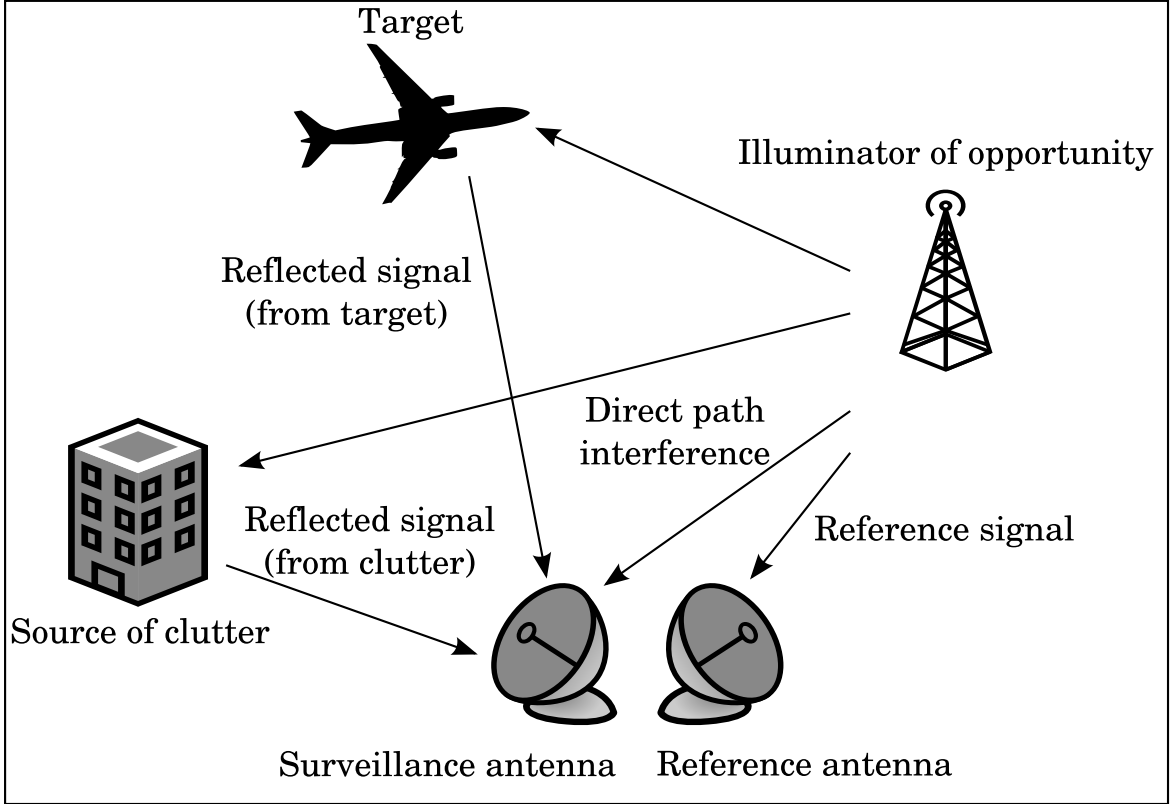 Target
Illuminator of opportunity
Reflected signal
(from target)
Direct path
interference
Reflected signal
(from clutter)
Reference signal
Source of clutter
Surveillance antenna
Reference antenna